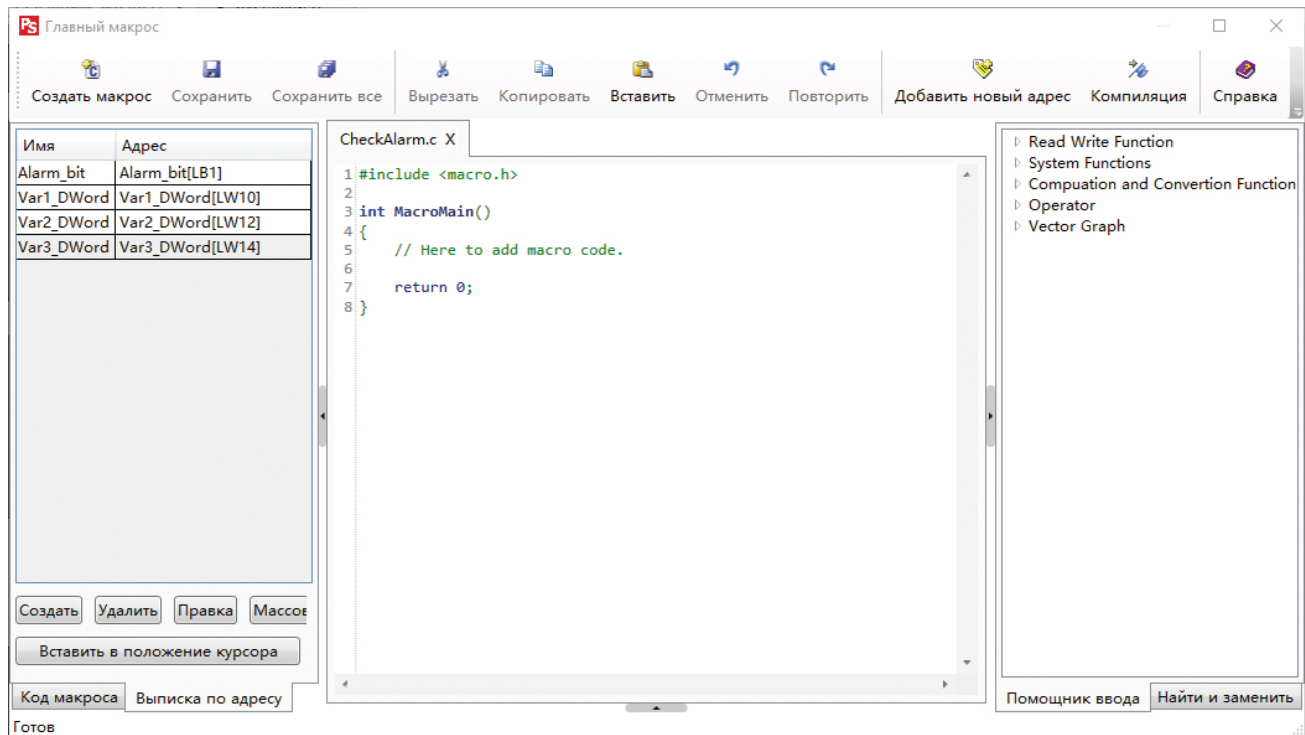 PS Главный макрос
Создать макрос Сохранить Сохранить все Вырезать Копировать Вставить Отменить Повторить Добавить новый адрес Компиляция Справка
Имя Адрес
Alarm_bit Alarm_bit[LB1]
Var1_DWord Var1_DWord[LW10]
Var2_DWord Var2_DWord[LW12]
Var3_DWord Var3_DWord[LW14]
Создать Удалить Правка Массов
Вставить в положение курсора
Код макроса Выписка по адресу
CheckAlarm.c X
1 #include <macro.h>
2
3 int MacroMain()
4 {
5 // Here to add macro code.
6
7 return 0;
8 }
Read Write Function
System Functions
Compuation and Convertion Function
Operator
Vector Graph
Помощник ввода Найти и заменить
Готов